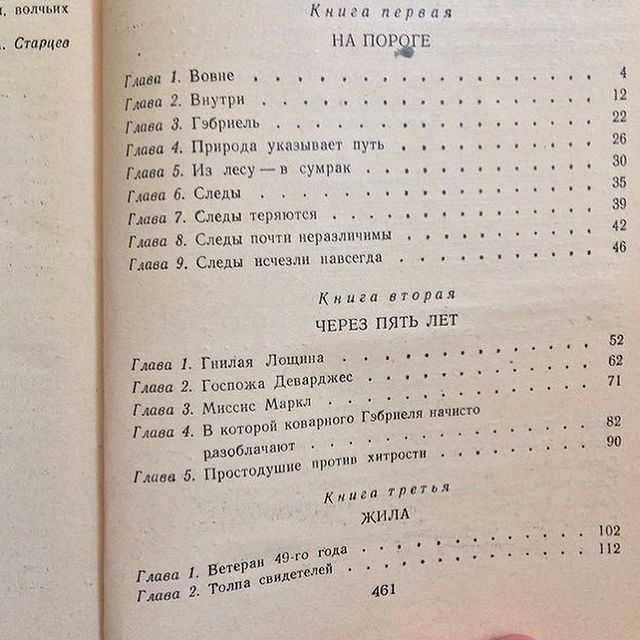 , волчьих
. Старцев
Книга первая
НА ПОРОГЕ
Глава 1. Вовне . . . . . . . . . . . . . . . . 4
Глава 2. Внутри . . . . . . . . . . . . . . . . 12
Глава 3. Гэбриель . . . . . . . . . . . . . . . 22
Глава 4. Природа указывает путь . . . . . . . . . . 26
Глава 5. Из лесу — в сумрак . . . . . . . . . . . 30
Глава 6. Следы . . . . . . . . . . . . . . . . 35
Глава 7. Следы теряются . . . . . . . . . . . . . 39
Глава 8. Следы почти неразличимы . . . . . . . . . 42
Глава 9. Следы исчезли навсегда . . . . . . . . . . 46
Книга вторая
ЧЕРЕЗ ПЯТЬ ЛЕТ
Глава 1. Гнилая Лощина . . . . . . . . . . . . . 52
Глава 2. Госпожа Деварджес . . . . . . . . . . . 62
Глава 3. Миссис Маркл . . . . . . . . . . . . . 71
Глава 4. В которой коварного Гэбриеля начисто
разоблачают . . . . . . . . . . . . . 82
Глава 5. Простодушие против хитрости . . . . . . . . 90
Книга третья
ЖИЛА
Глава 1. Ветеран 49-го года . . . . . . . . . . . 102
Глава 2. Толпа свидетелей . . . . . . . . . . . . 112
461